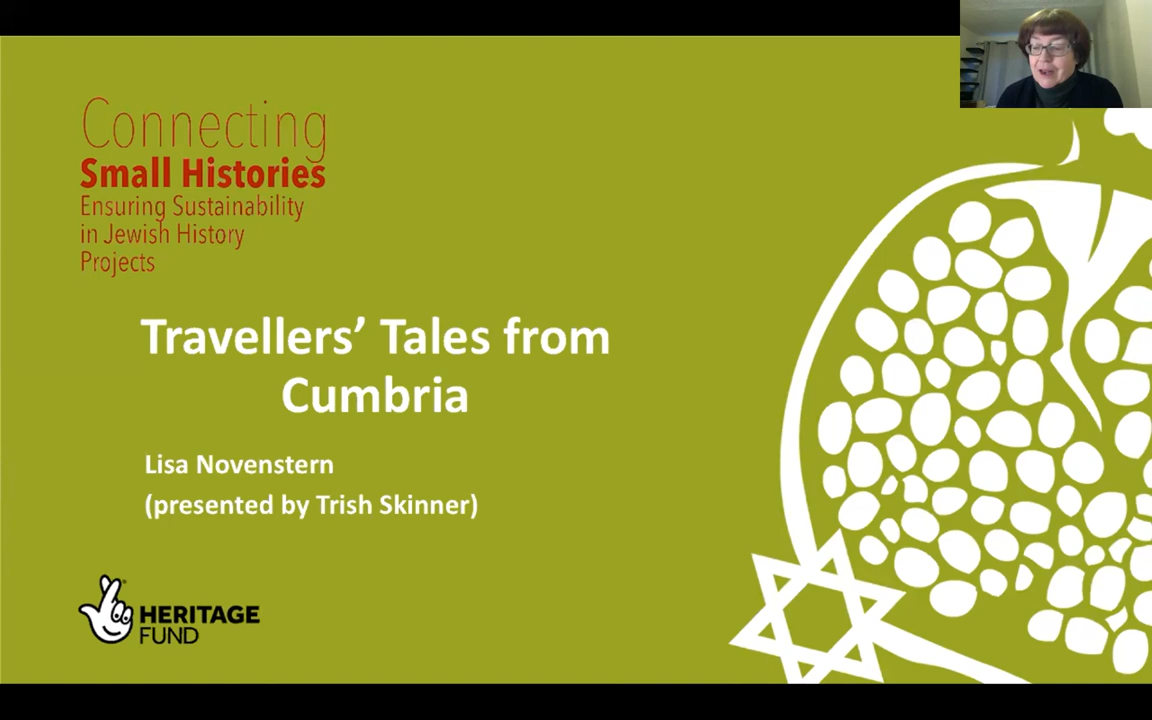 Connecting
Small Histories
Ensuring Sustainability
in Jewish History
Projects
Travellers’ Tales from
Cumbria
Lisa Novenstern
(presented by Trish Skinner)
HERITAGE
FUND